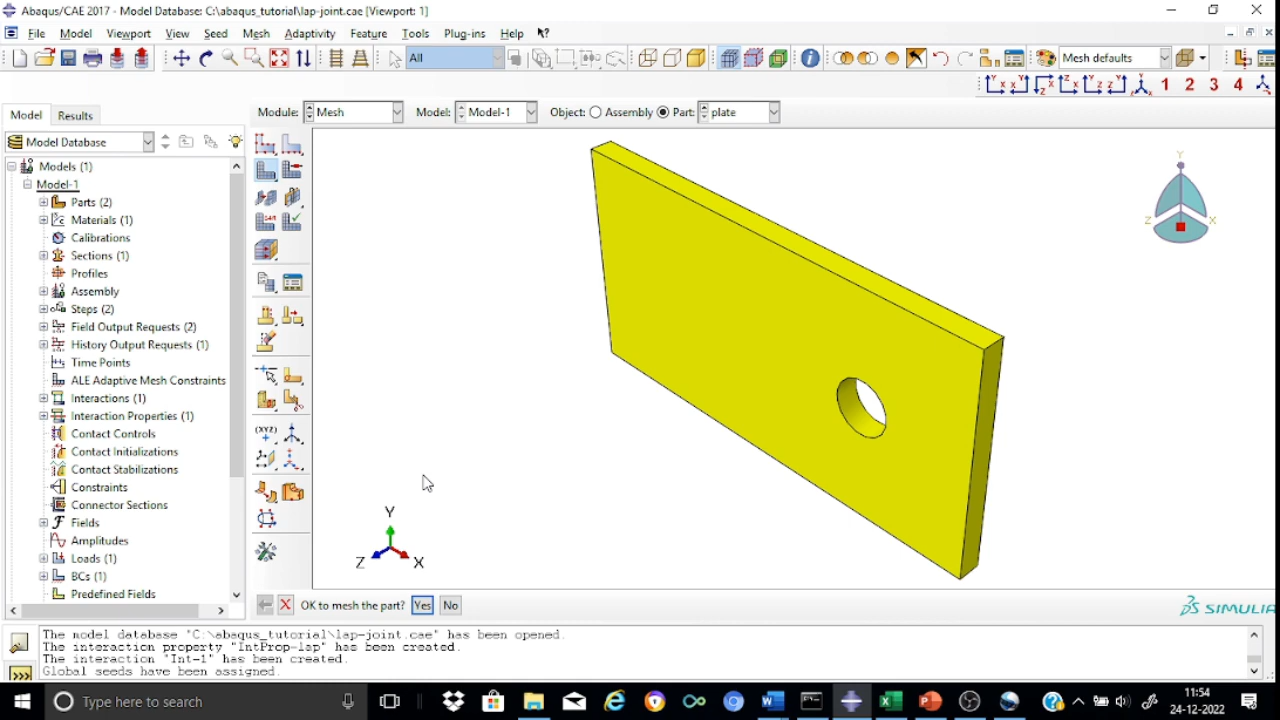 Abaqus/CAE 2017 - Model Database: C:\abaqus_tutorial\lap-joint.cae [Viewport: 1]
File Model Viewport View Seed Mesh Adaptivity Feature Tools Plug-ins Help
All Mesh defaults
1 2 3 4
Model Results Module: Mesh Model: Model-1 Object: Assembly Part: plate
Model Database
Models (1)
Model-1
Parts (2)
Materials (1)
Calibrations
Sections (1)
Profiles
Assembly
Steps (2)
Field Output Requests (2)
History Output Requests (1)
Time Points
ALE Adaptive Mesh Constraints
Interactions (1)
Interaction Properties (1)
Contact Controls
Contact Initializations
Contact Stabilizations
Constraints
Connector Sections
Fields
Amplitudes
Loads (1)
BCs (1)
Predefined Fields
(XYZ)
Y
Z X
Y
Z X
OK to mesh the part? Yes No
SIMULIA
The model database "C:\abaqus_tutorial\lap-joint.cae" has been opened.
The interaction property "IntProp-lap" has been created.
The interaction "Int-1" has been created.
Global seeds have been assigned.
Type here to search
11:54
24-12-2022